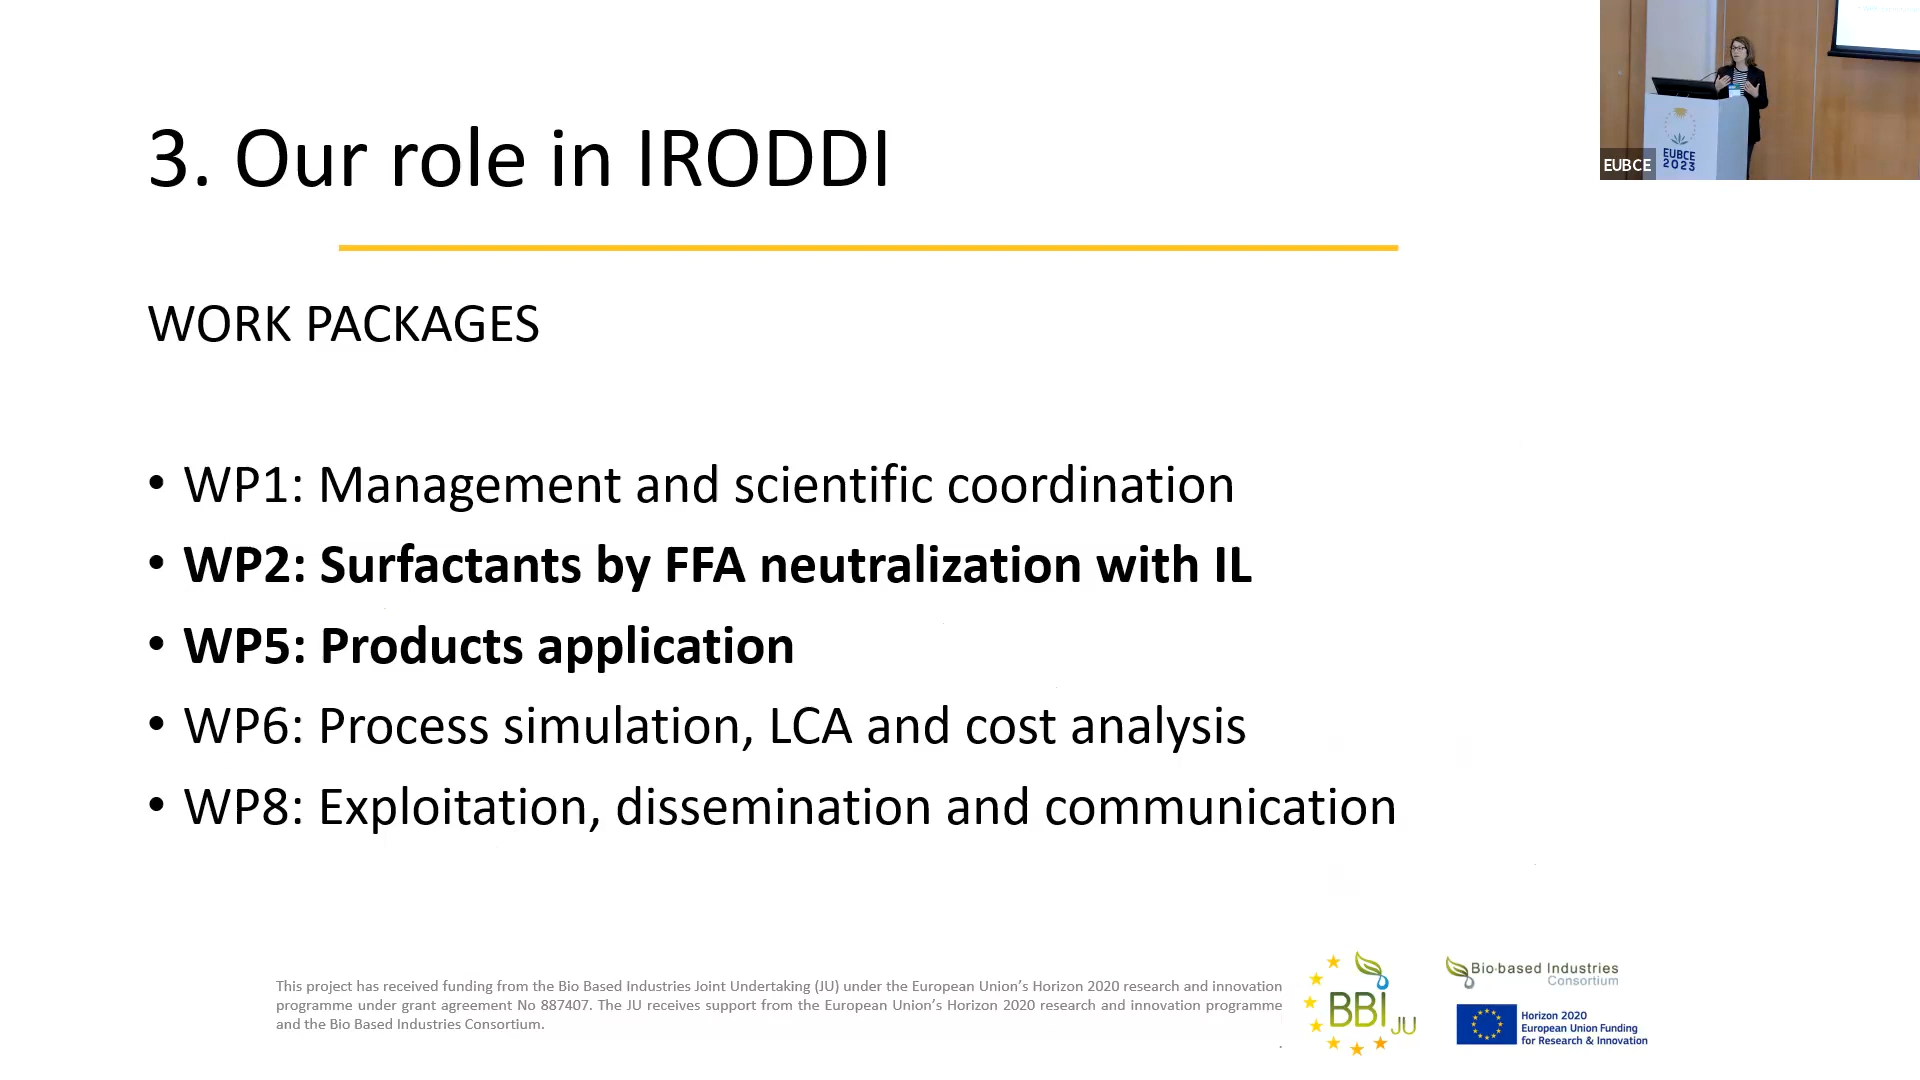 3. Our role in IRODDI
EUBCE
2023
EUBCE
WORK PACKAGES
• WP1: Management and scientific coordination
• WP2: Surfactants by FFA neutralization with IL
• WP5: Products application
• WP6: Process simulation, LCA and cost analysis
• WP8: Exploitation, dissemination and communication
This project has received funding from the Bio Based Industries Joint Undertaking (JU) under the European Union’s Horizon 2020 research and innovation
programme under grant agreement No 887407. The JU receives support from the European Union’s Horizon 2020 research and innovation programme
and the Bio Based Industries Consortium.
BBI JU
Bio-based Industries
Consortium
Horizon 2020
European Union Funding
for Research & Innovation